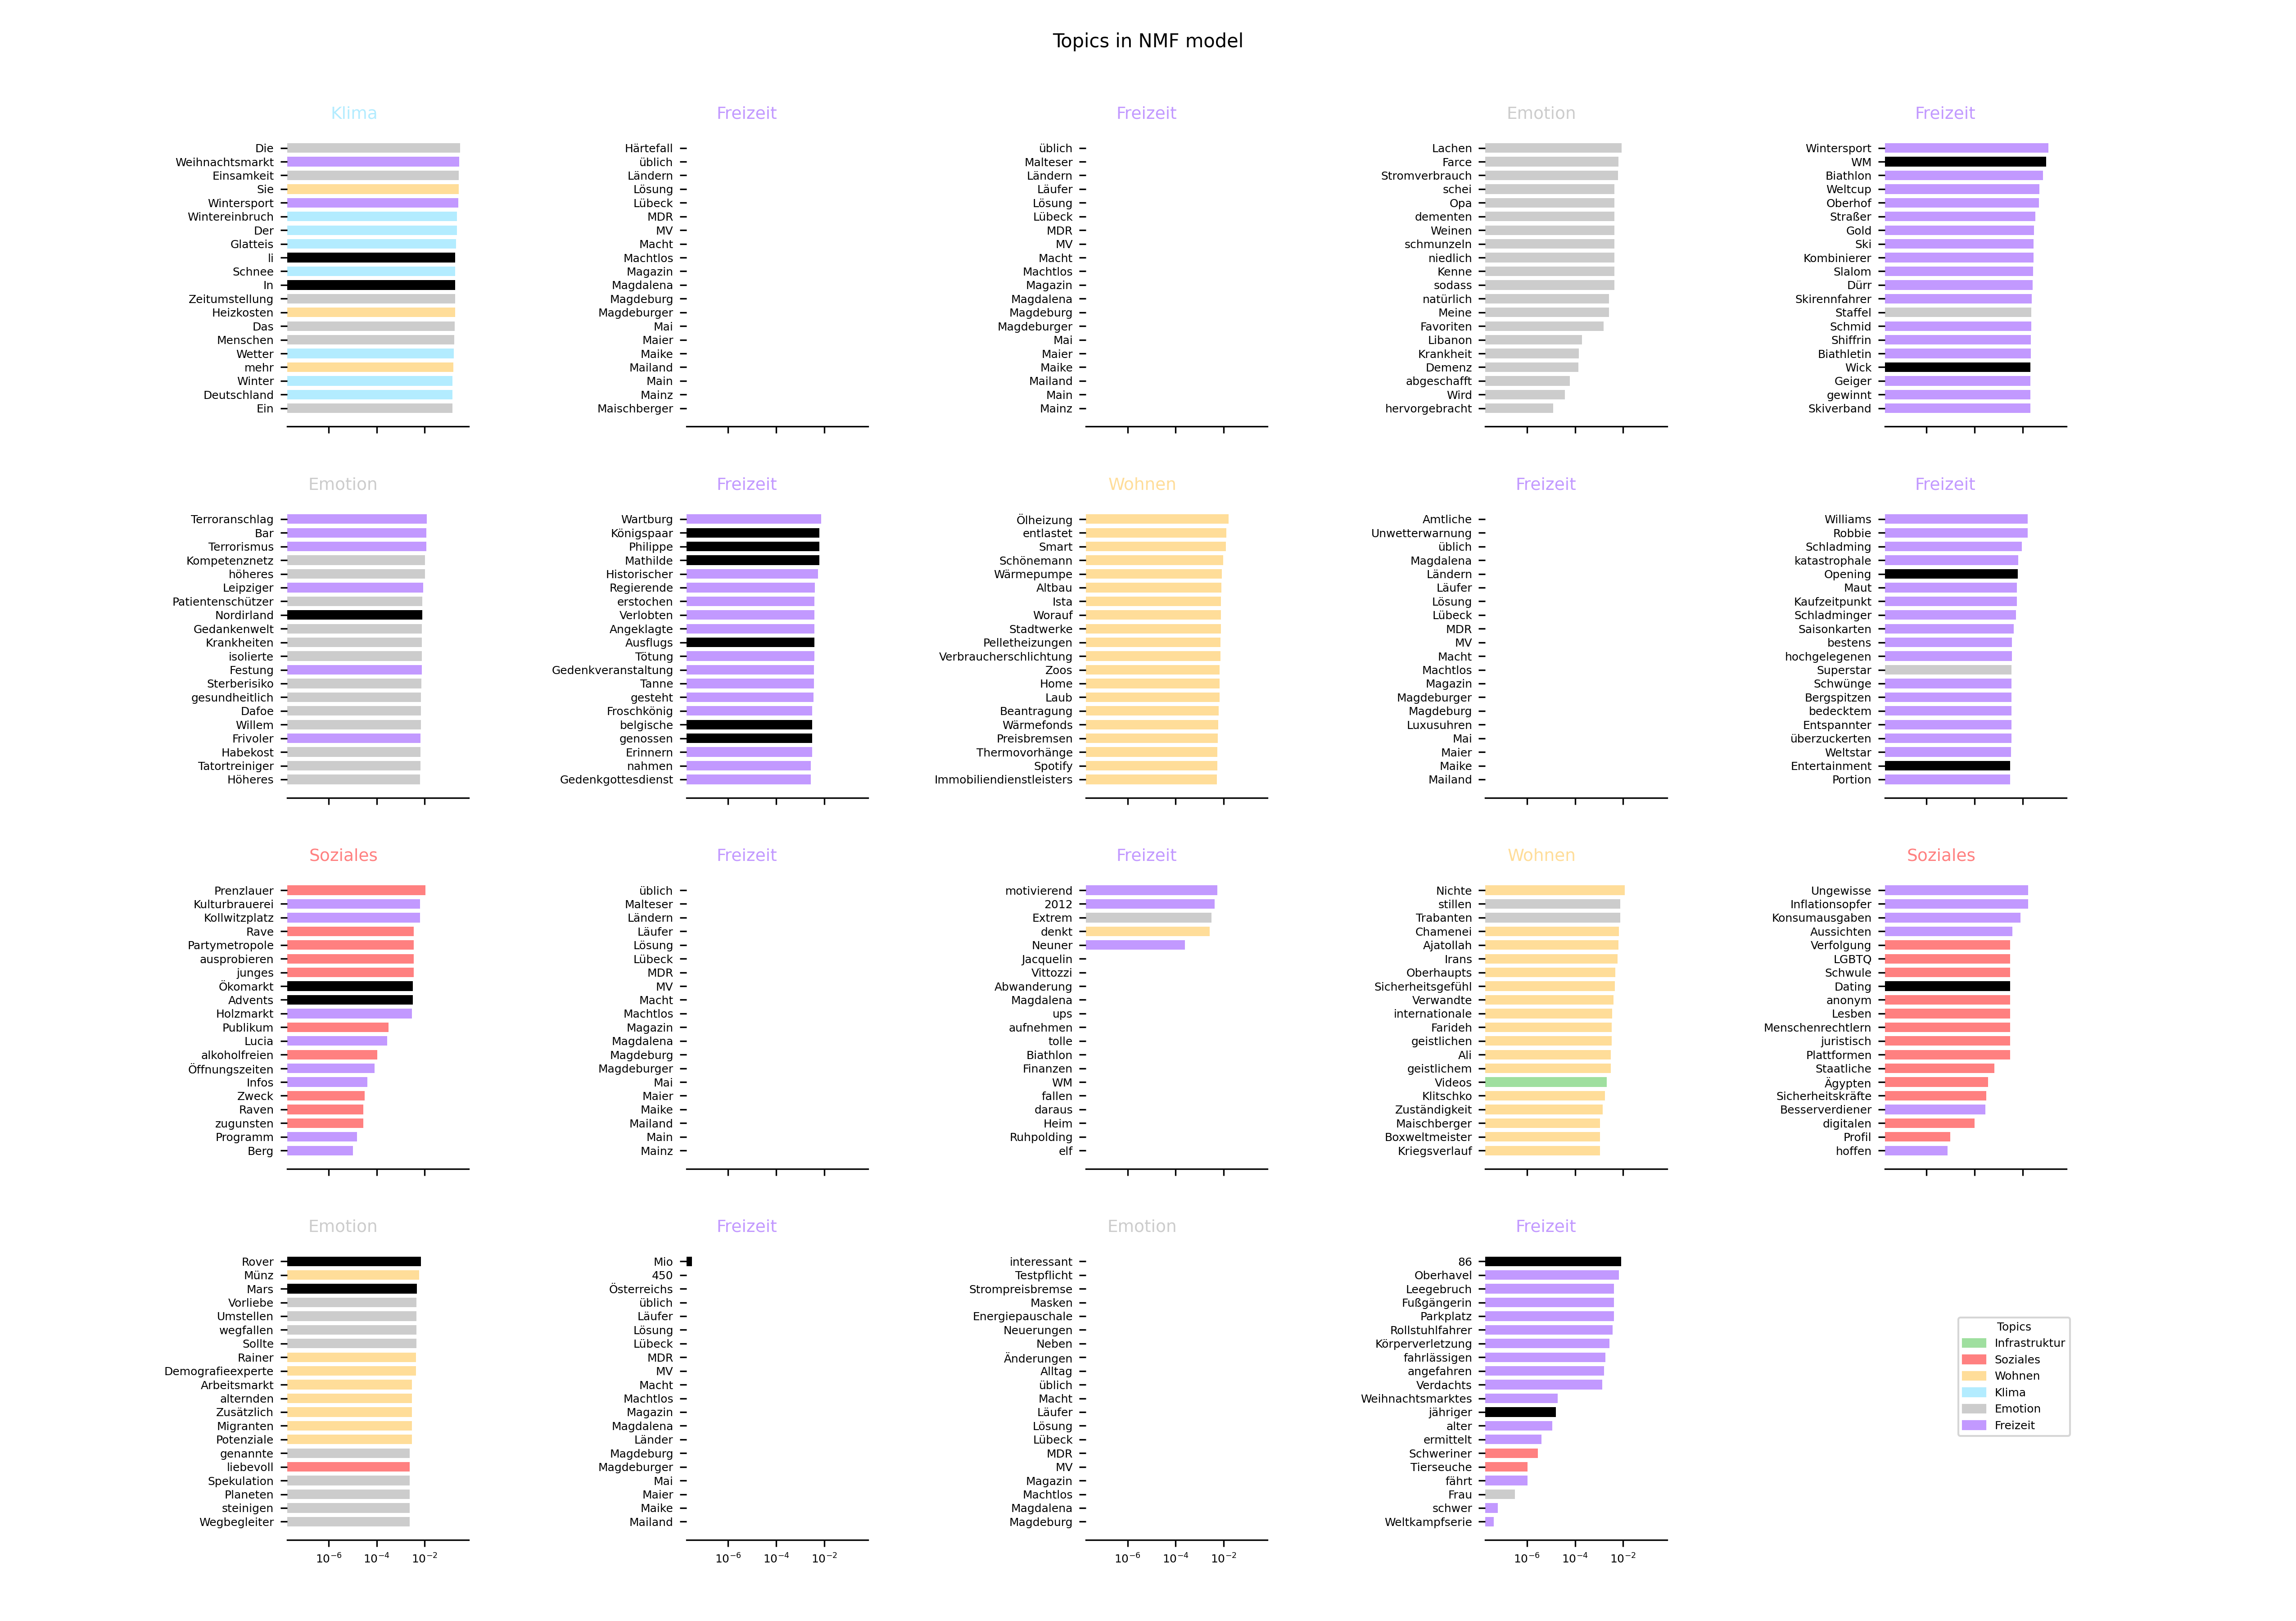 Topics in NMF model
Klima
Die
Weihnachtsmarkt
Einsamkeit
Sie
Wintersport
Wintereinbruch
Der
Glatteis
li
Schnee
In
Zeitumstellung
Heizkosten
Das
Menschen
Wetter
mehr
Winter
Deutschland
Ein
Freizeit
Härtefall
üblich
Ländern
Lösung
Lübeck
MDR
MV
Macht
Machtlos
Magazin
Magdalena
Magdeburg
Magdeburger
Mai
Maier
Maike
Mailand
Main
Mainz
Maischberger
Freizeit
üblich
Malteser
Ländern
Läufer
Lösung
Lübeck
MDR
MV
Macht
Machtlos
Magazin
Magdalena
Magdeburg
Magdeburger
Mai
Maier
Maike
Mailand
Main
Mainz
Emotion
Lachen
Farce
Stromverbrauch
schei
Opa
dementen
Weinen
schmunzeln
niedlich
Kenne
sodass
natürlich
Meine
Favoriten
Libanon
Krankheit
Demenz
abgeschafft
Wird
hervorgebracht
Freizeit
Wintersport
WM
Biathlon
Weltcup
Oberhof
Straßer
Gold
Ski
Kombinierer
Slalom
Dürr
Skirennfahrer
Staffel
Schmid
Shiffrin
Biathletin
Wick
Geiger
gewinnt
Skiverband
Emotion
Terroranschlag
Bar
Terrorismus
Kompetenznetz
höheres
Leipziger
Patientenschützer
Nordirland
Gedankenwelt
Krankheiten
isolierte
Festung
Sterberisiko
gesundheitlich
Dafoe
Willem
Frivoler
Habekost
Tatortreiniger
Höheres
Freizeit
Wartburg
Königspaar
Philippe
Mathilde
Historischer
Regierende
erstochen
Verlobten
Angeklagte
Ausflugs
Tötung
Gedenkveranstaltung
Tanne
gesteht
Froschkönig
belgische
genossen
Erinnern
nahmen
Gedenkgottesdienst
Wohnen
Ölheizung
entlastet
Smart
Schönemann
Wärmepumpe
Altbau
Ista
Worauf
Stadtwerke
Pelletheizungen
Verbraucherschlichtung
Zoos
Home
Laub
Beantragung
Wärmefonds
Preisbremsen
Thermovorhänge
Spotify
Immobiliendienstleisters
Freizeit
Amtliche
Unwetterwarnung
üblich
Magdalena
Ländern
Läufer
Lösung
Lübeck
MDR
MV
Macht
Machtlos
Magazin
Magdeburger
Magdeburg
Luxusuhren
Mai
Maier
Maike
Mailand
Freizeit
Williams
Robbie
Schladming
katastrophale
Opening
Maut
Kaufzeitpunkt
Schladminger
Saisonkarten
bestens
hochgelegenen
Superstar
Schwünge
Bergspitzen
bedecktem
Entspannter
überzuckerten
Weltstar
Entertainment
Portion
Soziales
Prenzlauer
Kulturbrauerei
Kollwitzplatz
Rave
Partymetropole
ausprobieren
junges
Ökomarkt
Advents
Holzmarkt
Publikum
Lucia
alkoholfreien
Öffnungszeiten
Infos
Zweck
Raven
zugunsten
Programm
Berg
Freizeit
üblich
Malteser
Ländern
Läufer
Lösung
Lübeck
MDR
MV
Macht
Machtlos
Magazin
Magdalena
Magdeburg
Magdeburger
Mai
Maier
Maike
Mailand
Main
Mainz
Freizeit
motivierend
2012
Extrem
denkt
Neuner
Jacquelin
Vittozzi
Abwanderung
Magdalena
ups
aufnehmen
tolle
Biathlon
Finanzen
WM
fallen
daraus
Heim
Ruhpolding
elf
Wohnen
Nichte
stillen
Trabanten
Chamenei
Ajatollah
Irans
Oberhaupts
Sicherheitsgefühl
Verwandte
internationale
Farideh
geistlichen
Ali
geistlichem
Videos
Klitschko
Zuständigkeit
Maischberger
Boxweltmeister
Kriegsverlauf
Soziales
Ungewisse
Inflationsopfer
Konsumausgaben
Aussichten
Verfolgung
LGBTQ
Schwule
Dating
anonym
Lesben
Menschenrechtlern
juristisch
Plattformen
Staatliche
Ägypten
Sicherheitskräfte
Besserverdiener
digitalen
Profil
hoffen
Emotion
Rover
Münz
Mars
Vorliebe
Umstellen
wegfallen
Sollte
Rainer
Demografieexperte
Arbeitsmarkt
alternden
Zusätzlich
Migranten
Potenziale
genannte
liebevoll
Spekulation
Planeten
steinigen
Wegbegleiter
10⁻⁶ 10⁻⁴ 10⁻²
Freizeit
Mio
450
Österreichs
üblich
Läufer
Lösung
Lübeck
MDR
MV
Macht
Machtlos
Magazin
Magdalena
Länder
Magdeburg
Magdeburger
Mai
Maier
Maike
Mailand
10⁻⁶ 10⁻⁴ 10⁻²
Emotion
interessant
Testpflicht
Strompreisbremse
Masken
Energiepauschale
Neuerungen
Neben
Änderungen
Alltag
üblich
Macht
Läufer
Lösung
Lübeck
MDR
MV
Magazin
Machtlos
Magdalena
Magdeburg
10⁻⁶ 10⁻⁴ 10⁻²
Freizeit
86
Oberhavel
Leegebruch
Fußgängerin
Parkplatz
Rollstuhlfahrer
Körperverletzung
fahrlässigen
angefahren
Verdachts
Weihnachtsmarktes
jähriger
alter
ermittelt
Schweriner
Tierseuche
fährt
Frau
schwer
Weltkampfserie
10⁻⁶ 10⁻⁴ 10⁻²
Topics
Infrastruktur
Soziales
Wohnen
Klima
Emotion
Freizeit